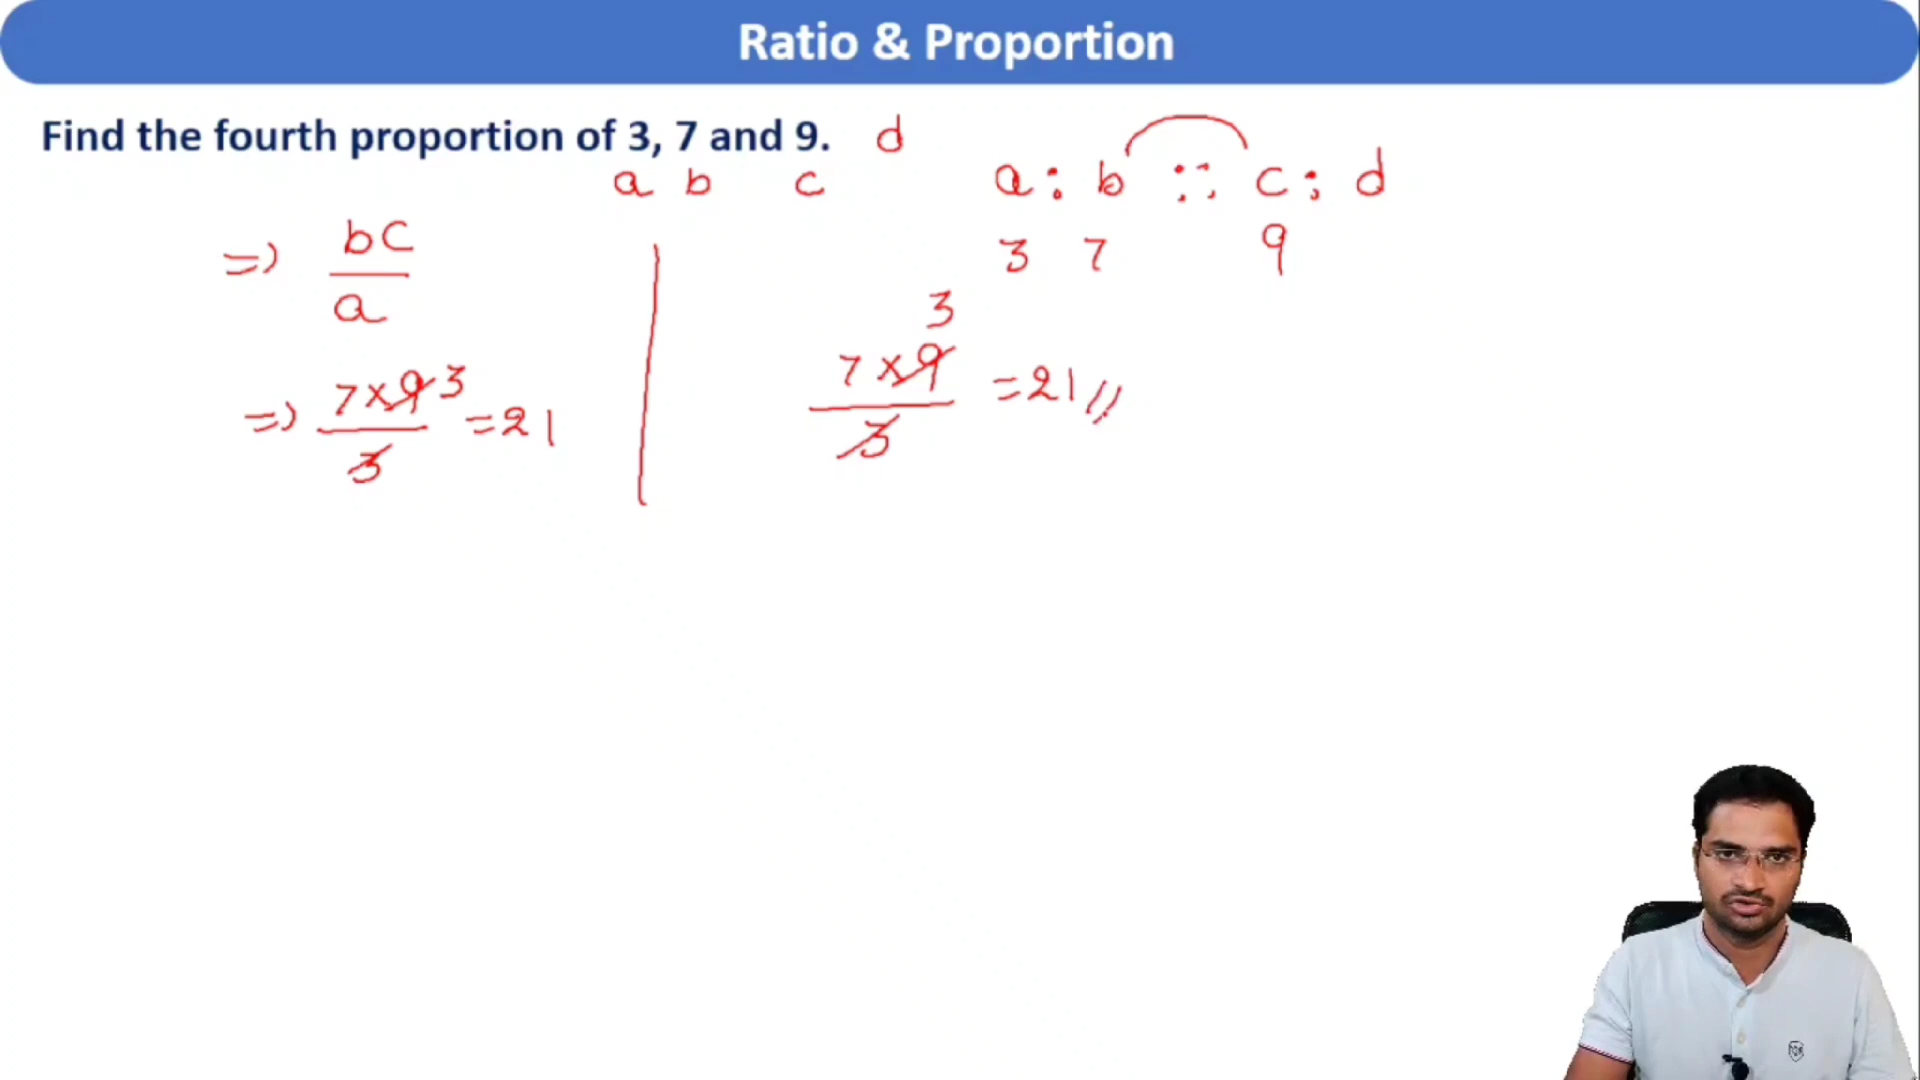 Ratio & Proportion
Find the fourth proportion of 3, 7 and 9. d
a b c
a : b :: c : d
3 7 9
=> bc
a
=> 7 x 9 3 = 21
3
3
7 x 9 = 21 //
3